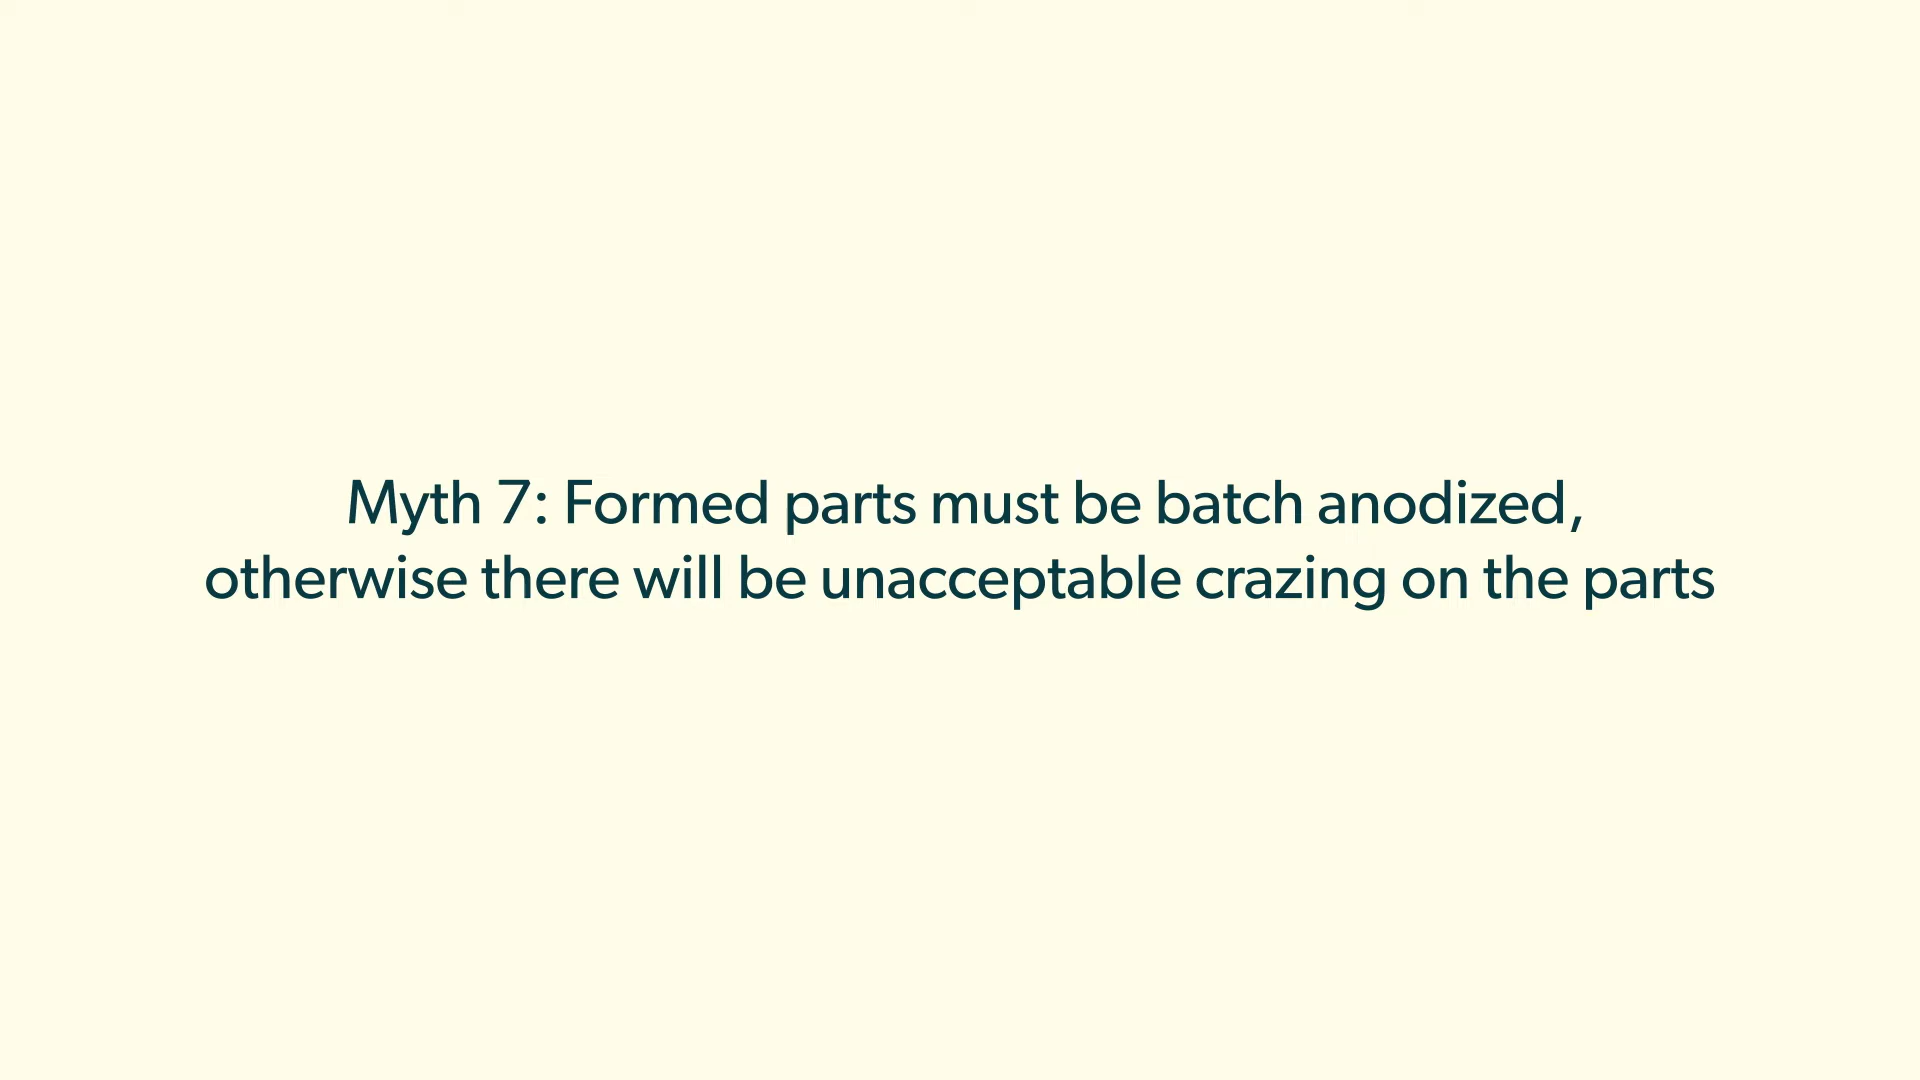 Myth 7: Formed parts must be batch anodized,
otherwise there will be unacceptable crazing on the parts